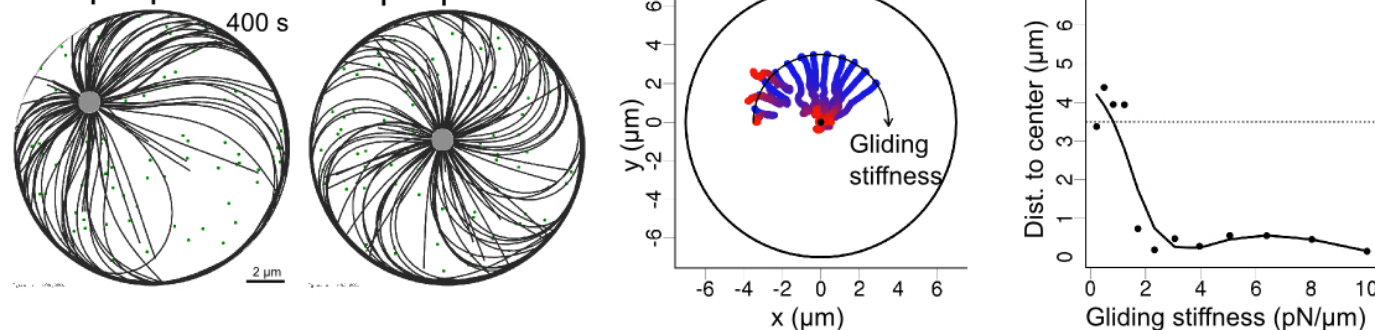 400 s
2 µm
6
4
2
0
-2
-4
-6
y (µm)
-6 -4 -2 0 2 4 6
x (µm)
Gliding
stiffness
6
5
4
3
2
1
0
Dist. to center (µm)
0 2 4 6 8 10
Gliding stiffness (pN/µm)